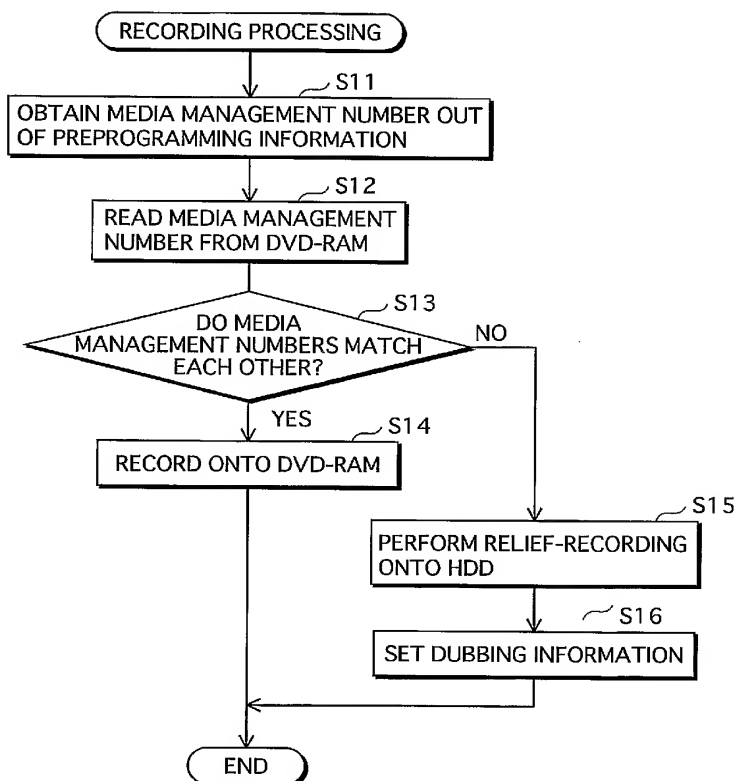 RECORDING PROCESSING
S11
OBTAIN MEDIA MANAGEMENT NUMBER OUT
OF PREPROGRAMMING INFORMATION
S12
READ MEDIA MANAGEMENT
NUMBER FROM DVD-RAM
S13
DO MEDIA
MANAGEMENT NUMBERS MATCH
EACH OTHER?
NO
YES
S14
RECORD ONTO DVD-RAM
S15
PERFORM RELIEF-RECORDING
ONTO HDD
S16
SET DUBBING INFORMATION
END